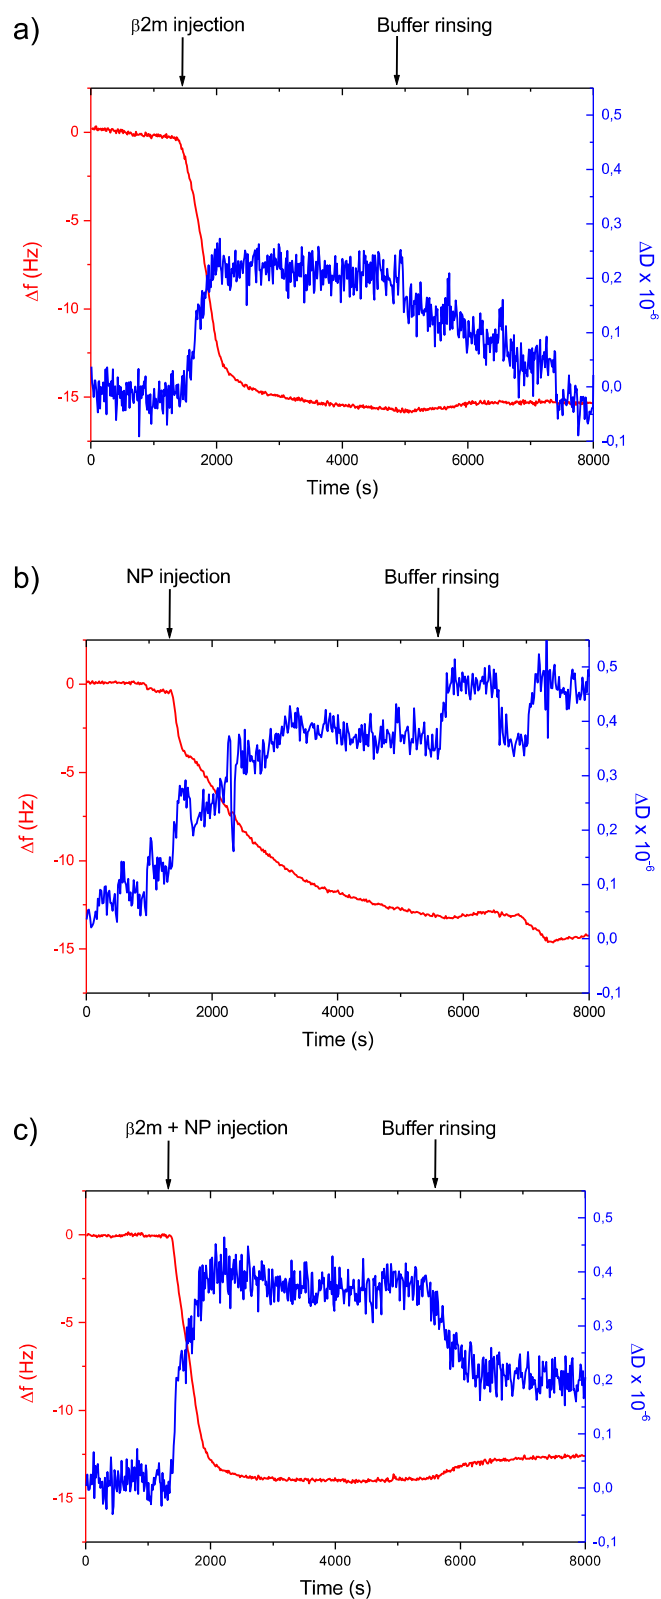 a)
β2m injection
Buffer rinsing
0
-5
-10
-15
Δf (Hz)
0,5
0,4
0,3
0,2
0,1
0,0
-0,1
ΔD x 10⁻⁶
0 2000 4000 6000 8000
Time (s)
b)
NP injection
Buffer rinsing
0
-5
-10
-15
Δf (Hz)
0,5
0,4
0,3
0,2
0,1
0,0
-0,1
ΔD x 10⁻⁶
0 2000 4000 6000 8000
Time (s)
c)
β2m + NP injection
Buffer rinsing
0
-5
-10
-15
Δf (Hz)
0,5
0,4
0,3
0,2
0,1
0,0
-0,1
ΔD x 10⁻⁶
0 2000 4000 6000 8000
Time (s)